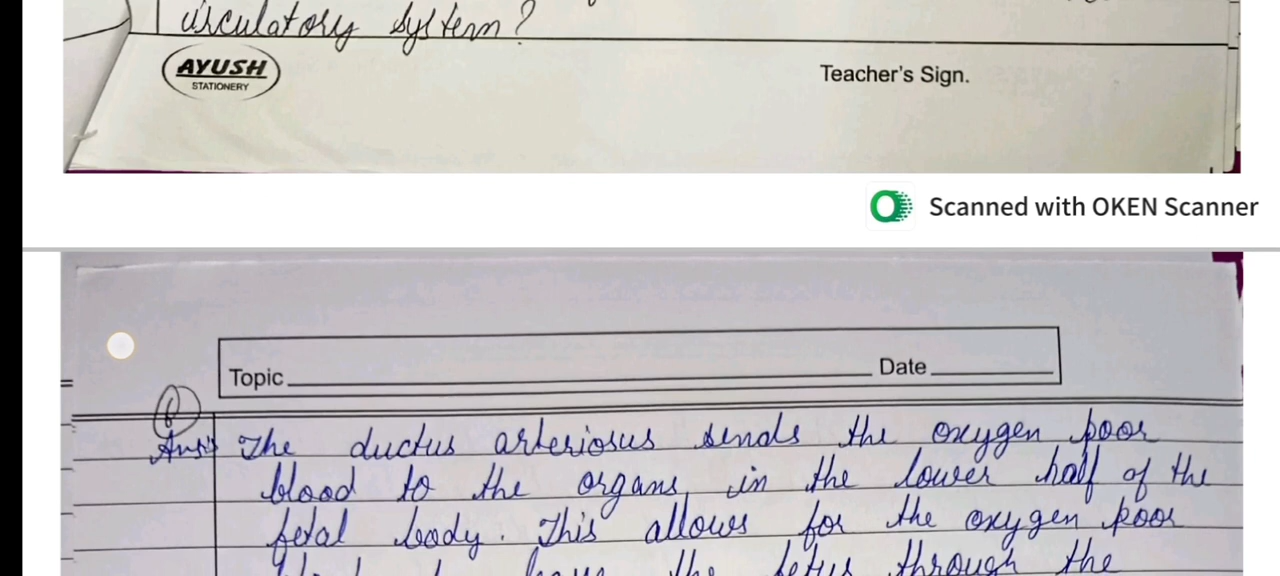 circulatory system?
AYUSH
STATIONERY
Teacher's Sign.
Scanned with OKEN Scanner
Topic Date
6
Ans: The ductus arteriosus sends the oxygen poor
blood to the organs in the lower half of the
fetal body. This allows for the oxygen poor
the fetus through the